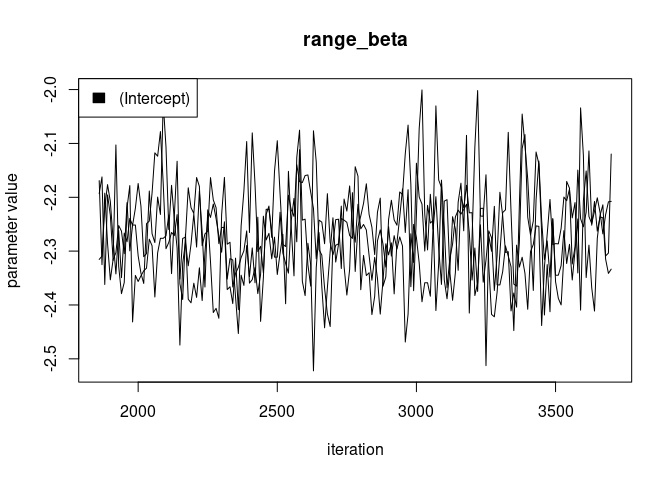 range_beta
(Intercept)
-2.0
-2.1
-2.2
-2.3
-2.4
-2.5
parameter value
2000 2500 3000 3500
iteration